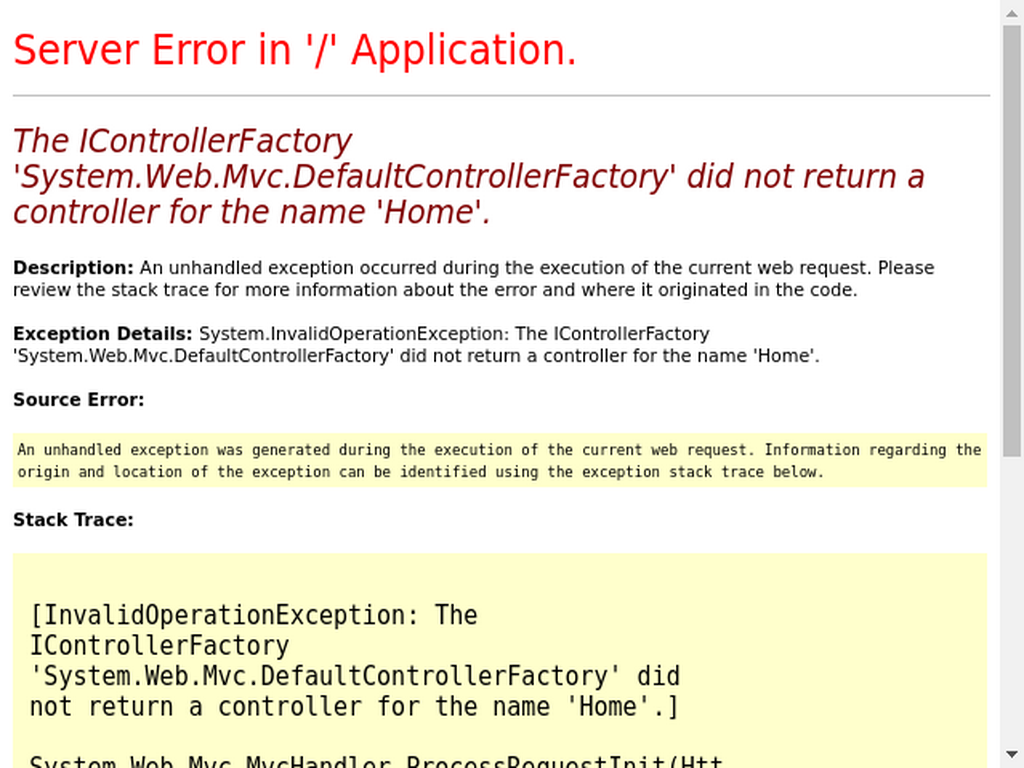 Server Error in '/' Application.
The IControllerFactory
'System.Web.Mvc.DefaultControllerFactory' did not return a
controller for the name 'Home'.
Description: An unhandled exception occurred during the execution of the current web request. Please
review the stack trace for more information about the error and where it originated in the code.
Exception Details: System.InvalidOperationException: The IControllerFactory
'System.Web.Mvc.DefaultControllerFactory' did not return a controller for the name 'Home'.
Source Error:
An unhandled exception was generated during the execution of the current web request. Information regarding the
origin and location of the exception can be identified using the exception stack trace below.
Stack Trace:
[InvalidOperationException: The
IControllerFactory
'System.Web.Mvc.DefaultControllerFactory' did
not return a controller for the name 'Home'.]
System.Web.Mvc.MvcHandler.ProcessRequestInit(Htt